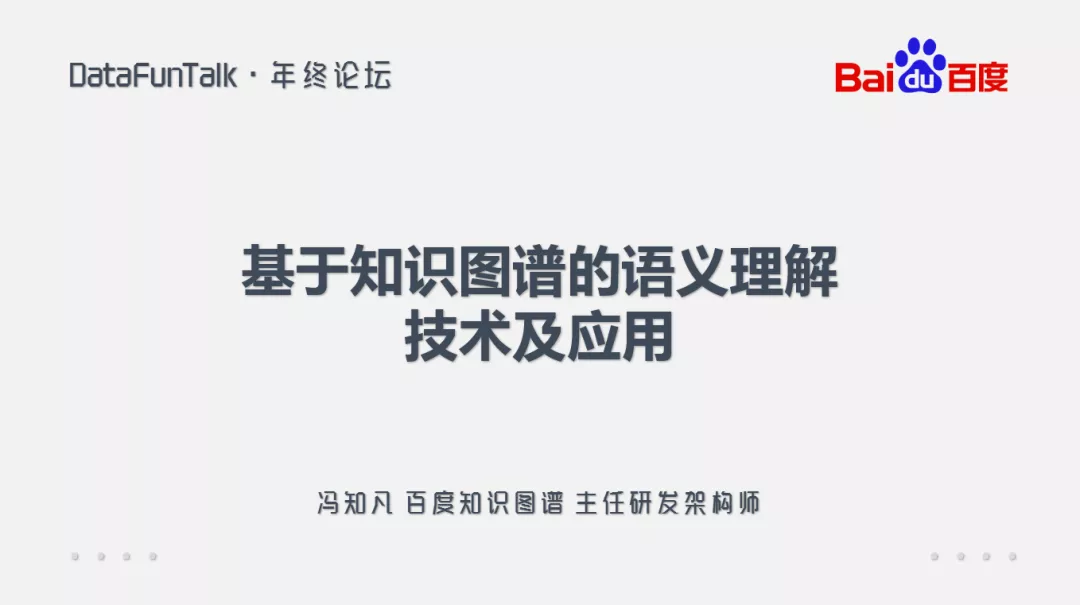 DataFunTalk · 年终论坛
Baidu百度
基于知识图谱的语义理解
技术及应用
冯知凡 百度知识图谱 主任研发架构师